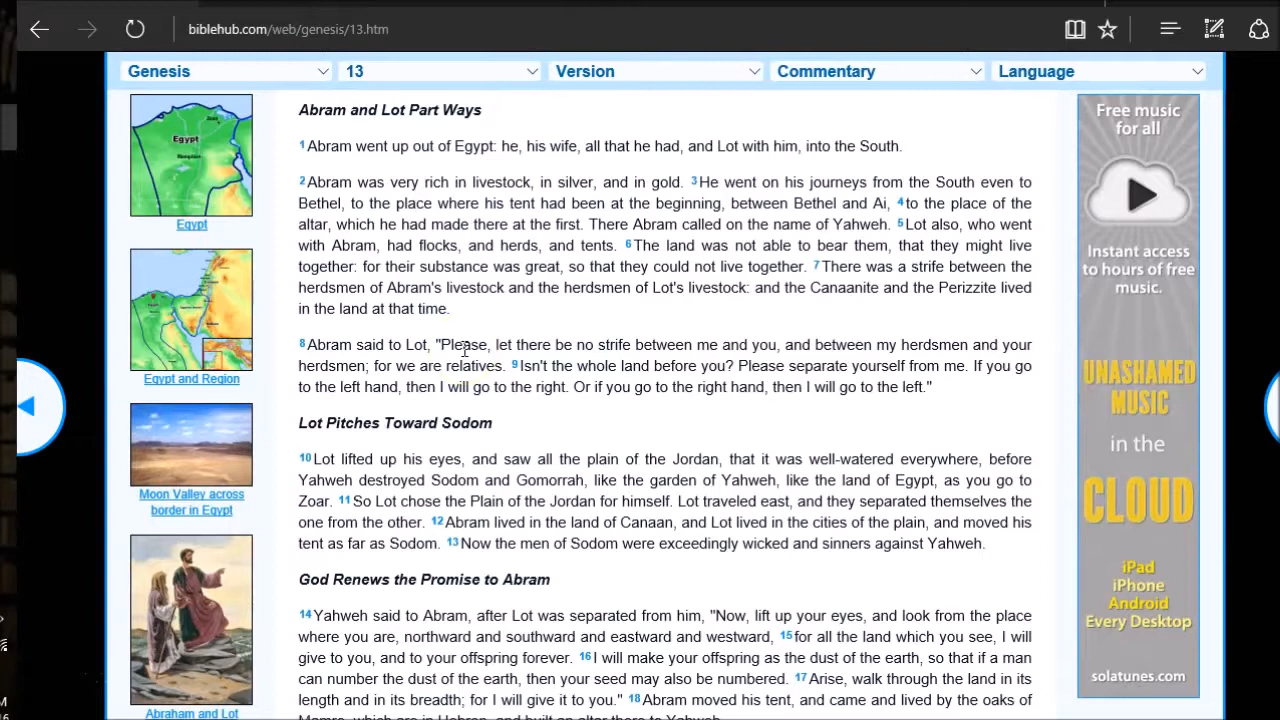 biblehub.com/web/genesis/13.htm
Genesis 13 Version Commentary Language
Abram and Lot Part Ways
1 Abram went up out of Egypt: he, his wife, all that he had, and Lot with him, into the South.
2 Abram was very rich in livestock, in silver, and in gold. 3 He went on his journeys from the South even to
Bethel, to the place where his tent had been at the beginning, between Bethel and Ai, 4 to the place of the
altar, which he had made there at the first. There Abram called on the name of Yahweh. 5 Lot also, who went
with Abram, had flocks, and herds, and tents. 6 The land was not able to bear them, that they might live
together: for their substance was great, so that they could not live together. 7 There was a strife between the
herdsmen of Abram's livestock and the herdsmen of Lot's livestock: and the Canaanite and the Perizzite lived
in the land at that time.
8 Abram said to Lot, "Please, let there be no strife between me and you, and between my herdsmen and your
herdsmen; for we are relatives. 9 Isn't the whole land before you? Please separate yourself from me. If you go
to the left hand, then I will go to the right. Or if you go to the right hand, then I will go to the left."
Lot Pitches Toward Sodom
10 Lot lifted up his eyes, and saw all the plain of the Jordan, that it was well-watered everywhere, before
Yahweh destroyed Sodom and Gomorrah, like the garden of Yahweh, like the land of Egypt, as you go to
Zoar. 11 So Lot chose the Plain of the Jordan for himself. Lot traveled east, and they separated themselves the
one from the other. 12 Abram lived in the land of Canaan, and Lot lived in the cities of the plain, and moved his
tent as far as Sodom. 13 Now the men of Sodom were exceedingly wicked and sinners against Yahweh.
God Renews the Promise to Abram
14 Yahweh said to Abram, after Lot was separated from him, "Now, lift up your eyes, and look from the place
where you are, northward and southward and eastward and westward, 15 for all the land which you see, I will
give to you, and to your offspring forever. 16 I will make your offspring as the dust of the earth, so that if a man
can number the dust of the earth, then your seed may also be numbered. 17 Arise, walk through the land in its
length and in its breadth; for I will give it to you." 18 Abram moved his tent, and came and lived by the oaks of
Mamre, which are in Hebron, and built an altar there to Yahweh.
Egypt
Egypt
Egypt and Region
Moon Valley across
border in Egypt
Abraham and Lot
Free music
for all
Instant access
to hours of free
music.
UNASHAMED
MUSIC
in the
CLOUD
iPad
iPhone
Android
Every Desktop
solatunes.com